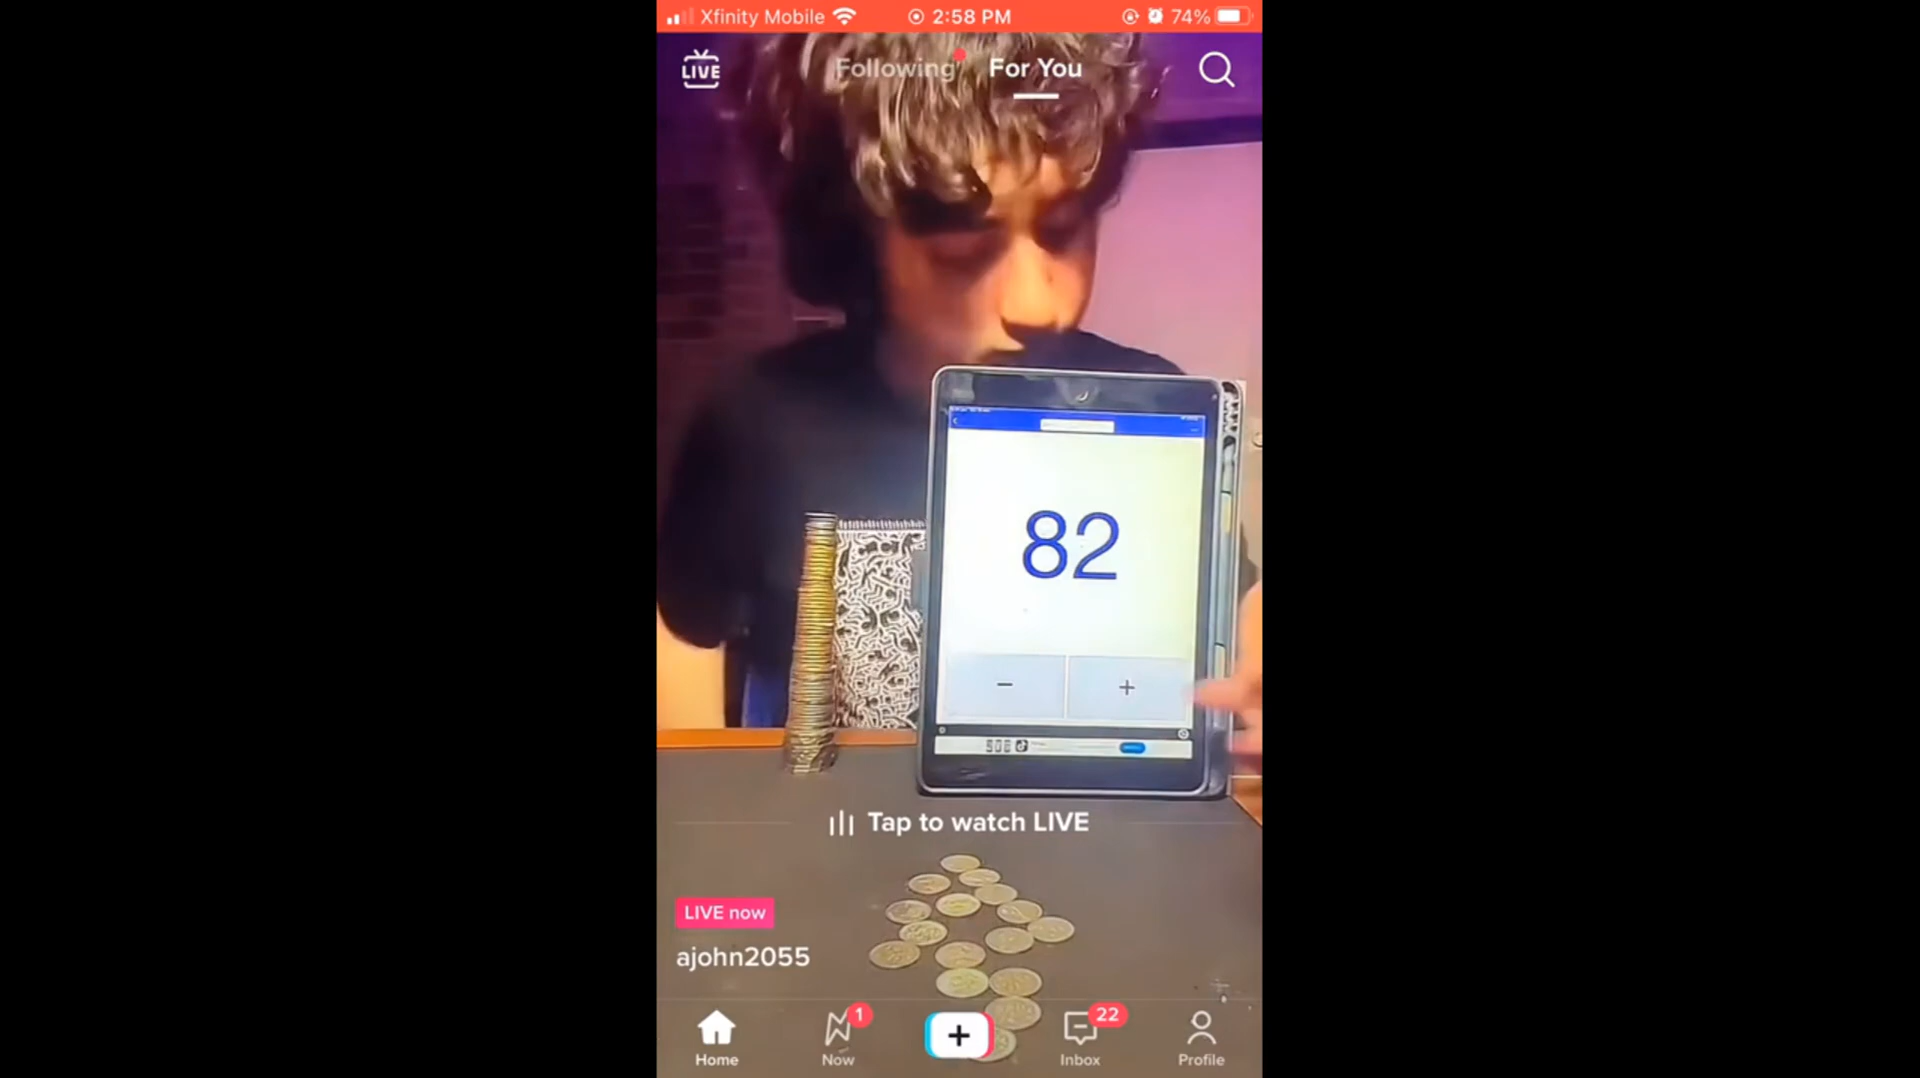 Xfinity Mobile 2:58 PM 74%
LIVE Following For You
82
- +
Tap to watch LIVE
LIVE now
ajohn2055
1 22
+
Home Now Inbox Profile